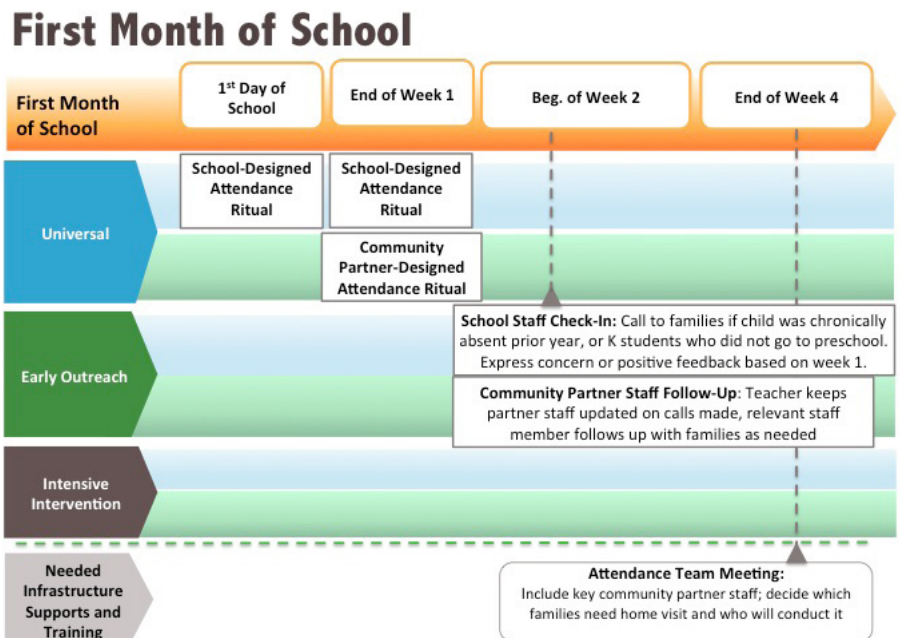 First Month of School
First Month
of School
1st Day of
School
End of Week 1
Beg. of Week 2
End of Week 4
Universal
School-Designed
Attendance
Ritual
School-Designed
Attendance
Ritual
Community
Partner-Designed
Attendance Ritual
Early Outreach
School Staff Check-In: Call to families if child was chronically
absent prior year, or K students who did not go to preschool.
Express concern or positive feedback based on week 1.
Community Partner Staff Follow-Up: Teacher keeps
partner staff updated on calls made, relevant staff
member follows up with families as needed
Intensive
Intervention
Needed
Infrastructure
Supports and
Training
Attendance Team Meeting:
Include key community partner staff; decide which
families need home visit and who will conduct it